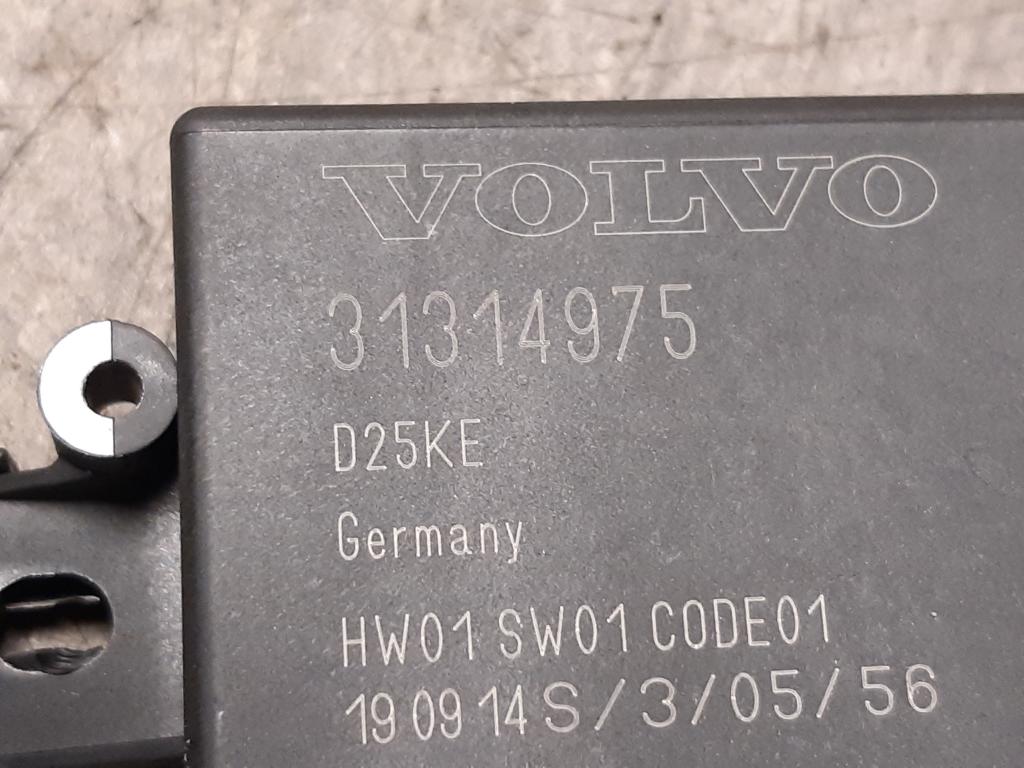 VOLVO
31314975
D25KE
Germany
HW01 SW01 CODE01
19 09 14 S/3/05/56